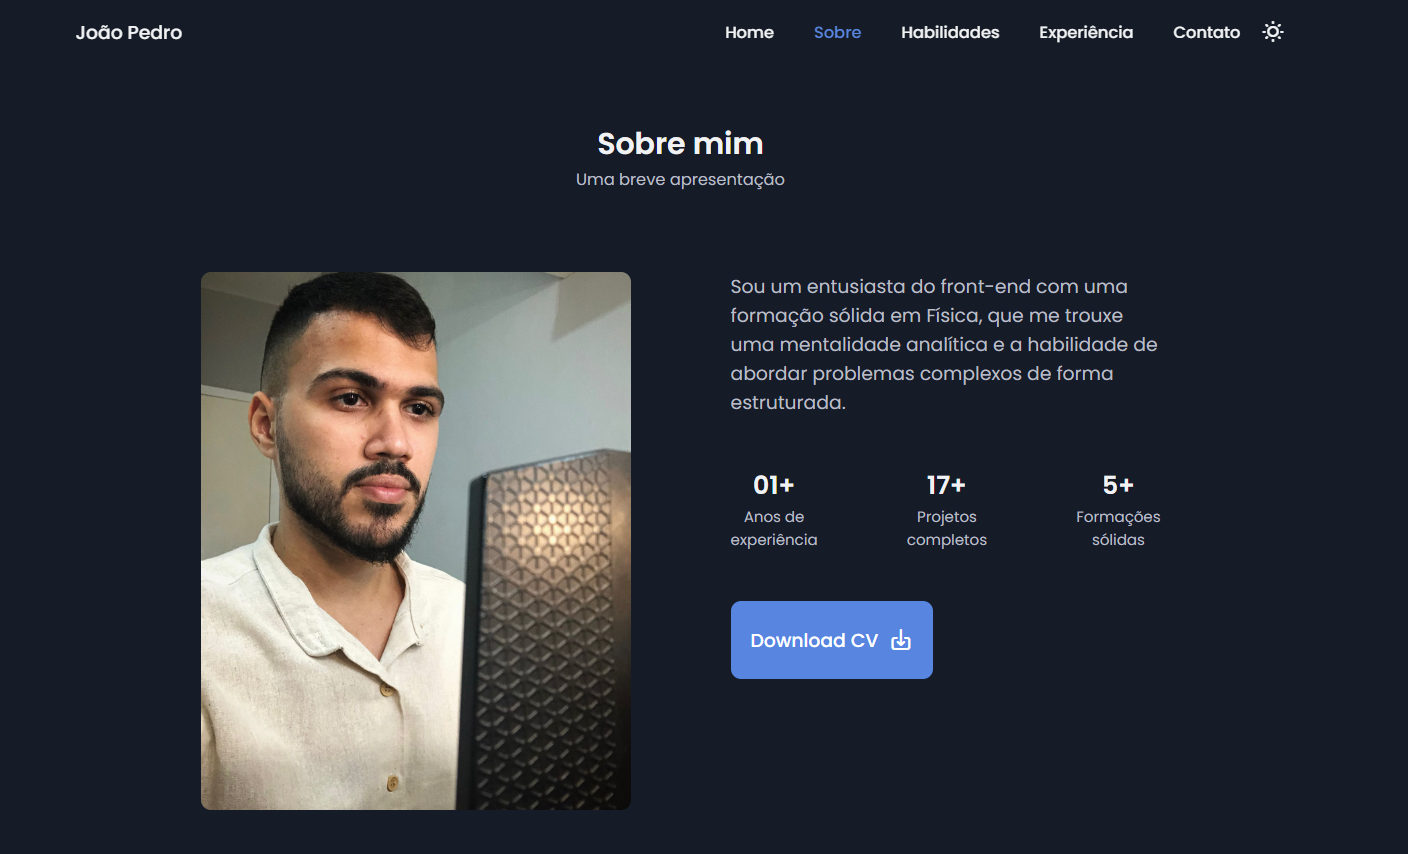 João Pedro
Home
Sobre
Habilidades
Experiência
Contato
Sobre mim
Uma breve apresentação
Sou um entusiasta do front-end com uma
formação sólida em Física, que me trouxe
uma mentalidade analítica e a habilidade de
abordar problemas complexos de forma
estruturada.
01+
Anos de
experiência
17+
Projetos
completos
5+
Formações
sólidas
Download CV